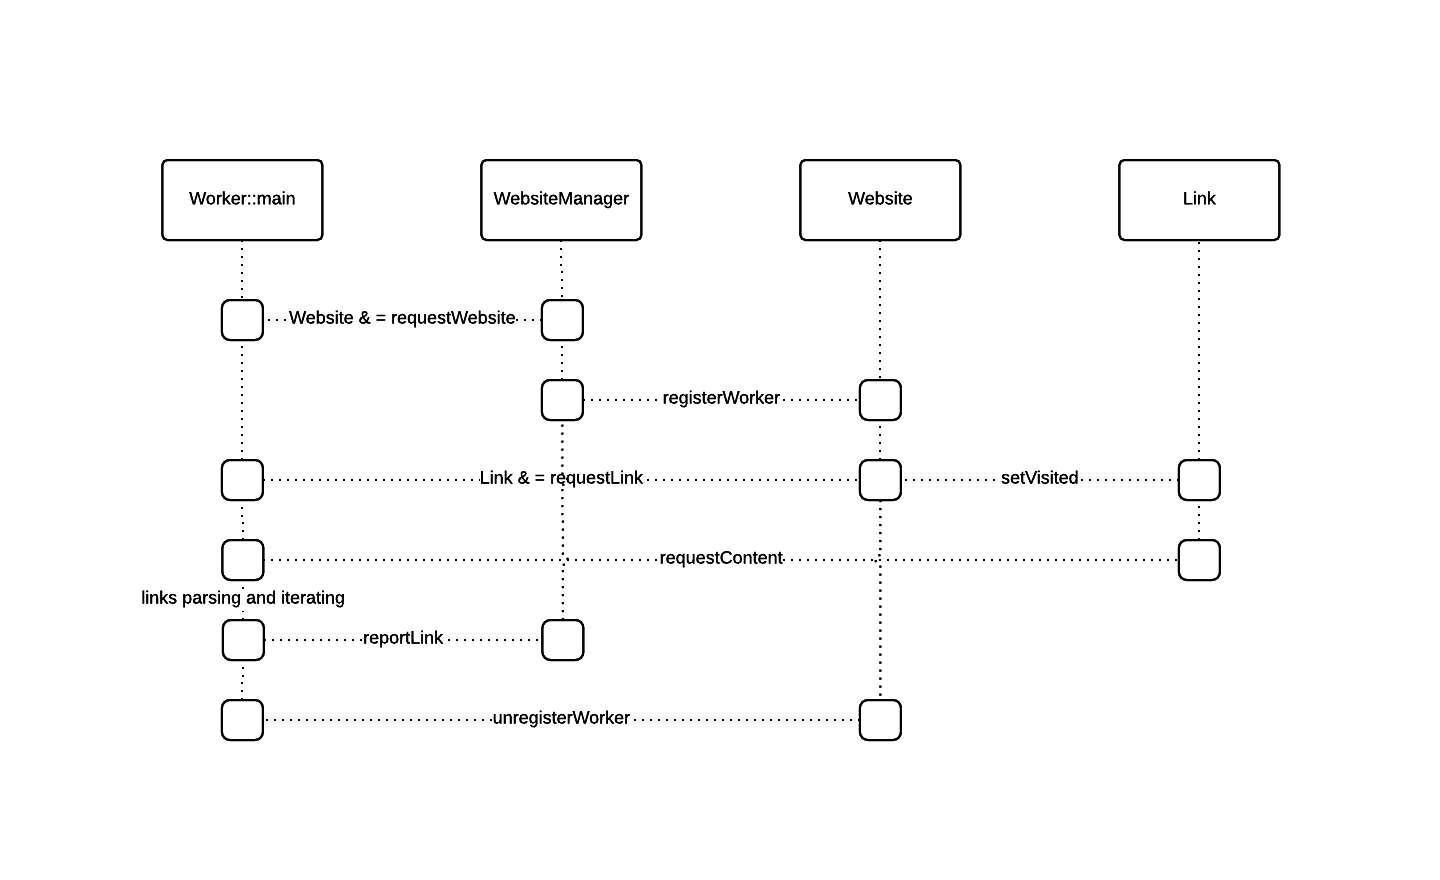 Worker::main
WebsiteManager
Website
Link
Website & = requestWebsite
registerWorker
Link & = requestLink
setVisited
requestContent
links parsing and iterating
reportLink
unregisterWorker